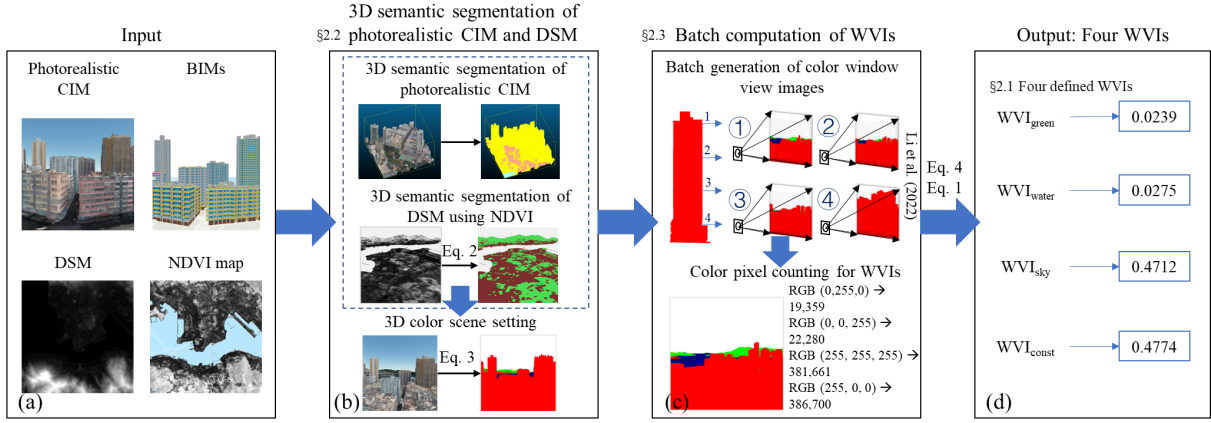 Input
Photorealistic
CIM
BIMs
DSM
NDVI map
(a)
§2.2
3D semantic segmentation of
photorealistic CIM and DSM
3D semantic segmentation of
photorealistic CIM
3D semantic segmentation of
DSM using NDVI
Eq. 2
3D color scene setting
Eq. 3
(b)
§2.3
Batch computation of WVIs
Batch generation of color window
view images
1
2
3
4
①
②
③
④
Li et al. (2022)
Color pixel counting for WVIs
RGB (0,255,0) →
19,359
RGB (0, 0, 255) →
22,280
RGB (255, 255, 255) →
381,661
RGB (255, 0, 0) →
386,700
(c)
Eq. 4
Eq. 1
Output: Four WVIs
§2.1 Four defined WVIs
WVIgreen
0.0239
WVIwater
0.0275
WVIsky
0.4712
WVIconst
0.4774
(d)